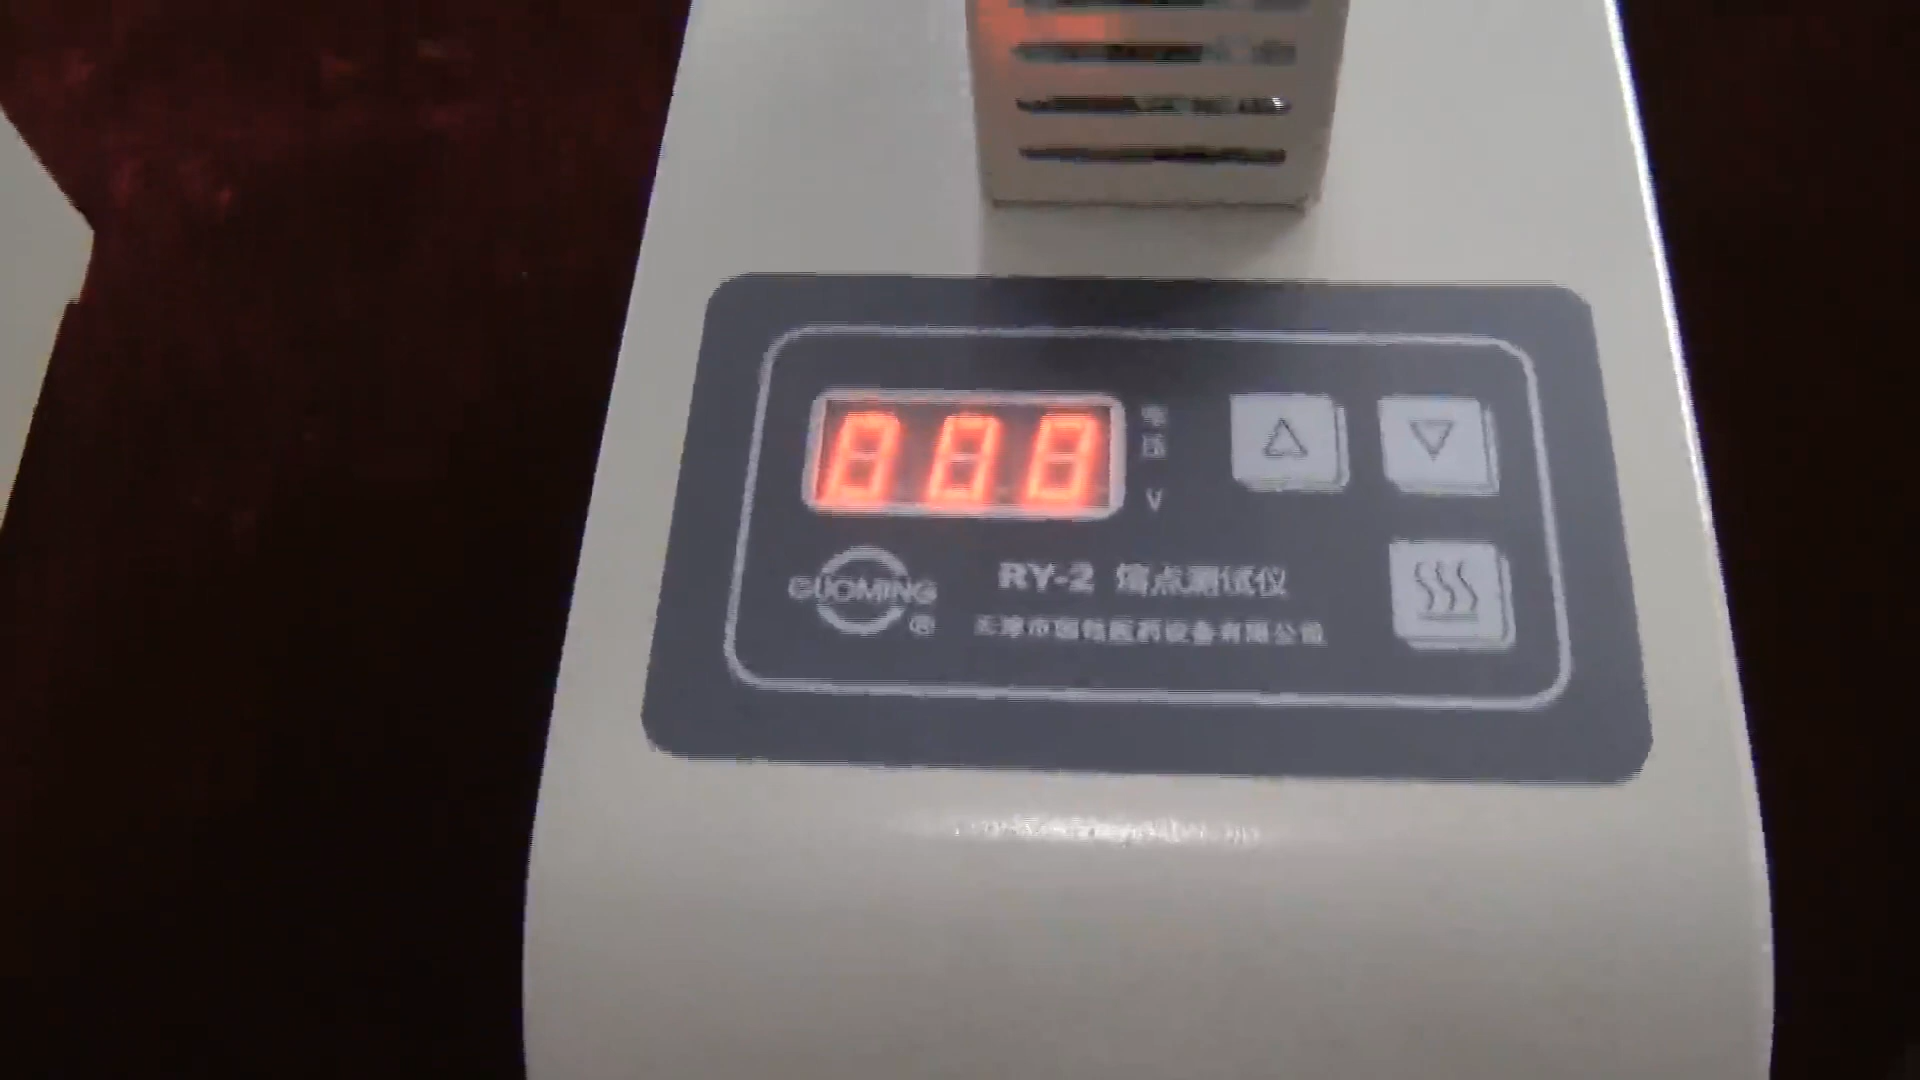 电压
V
GUOMING ®
RY-2 熔点测试仪
天津市国铭医药设备有限公司